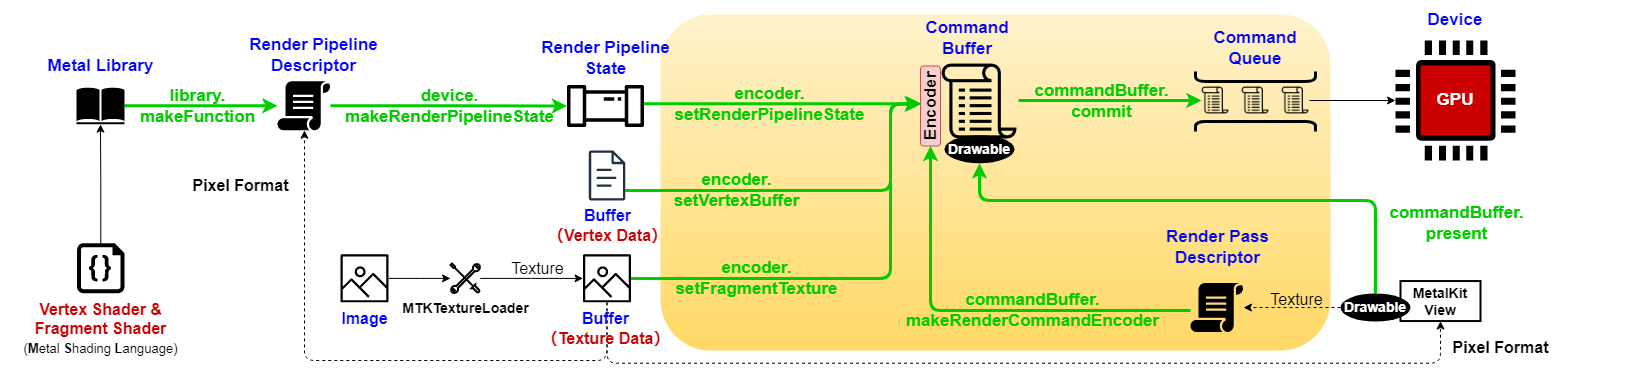 Metal Library
library.
makeFunction
Render Pipeline
Descriptor
device.
makeRenderPipelineState
Render Pipeline
State
encoder.
setRenderPipelineState
Command
Buffer
Encoder
Drawable
commandBuffer.
commit
Command
Queue
Device
GPU
Pixel Format
encoder.
setVertexBuffer
Buffer
(Vertex Data)
Vertex Shader &
Fragment Shader
(Metal Shading Language)
Image
MTKTextureLoader
Texture
Buffer
(Texture Data)
encoder.
setFragmentTexture
commandBuffer.
makeRenderCommandEncoder
Render Pass
Descriptor
Texture
commandBuffer.
present
Drawable
MetalKit
View
Pixel Format